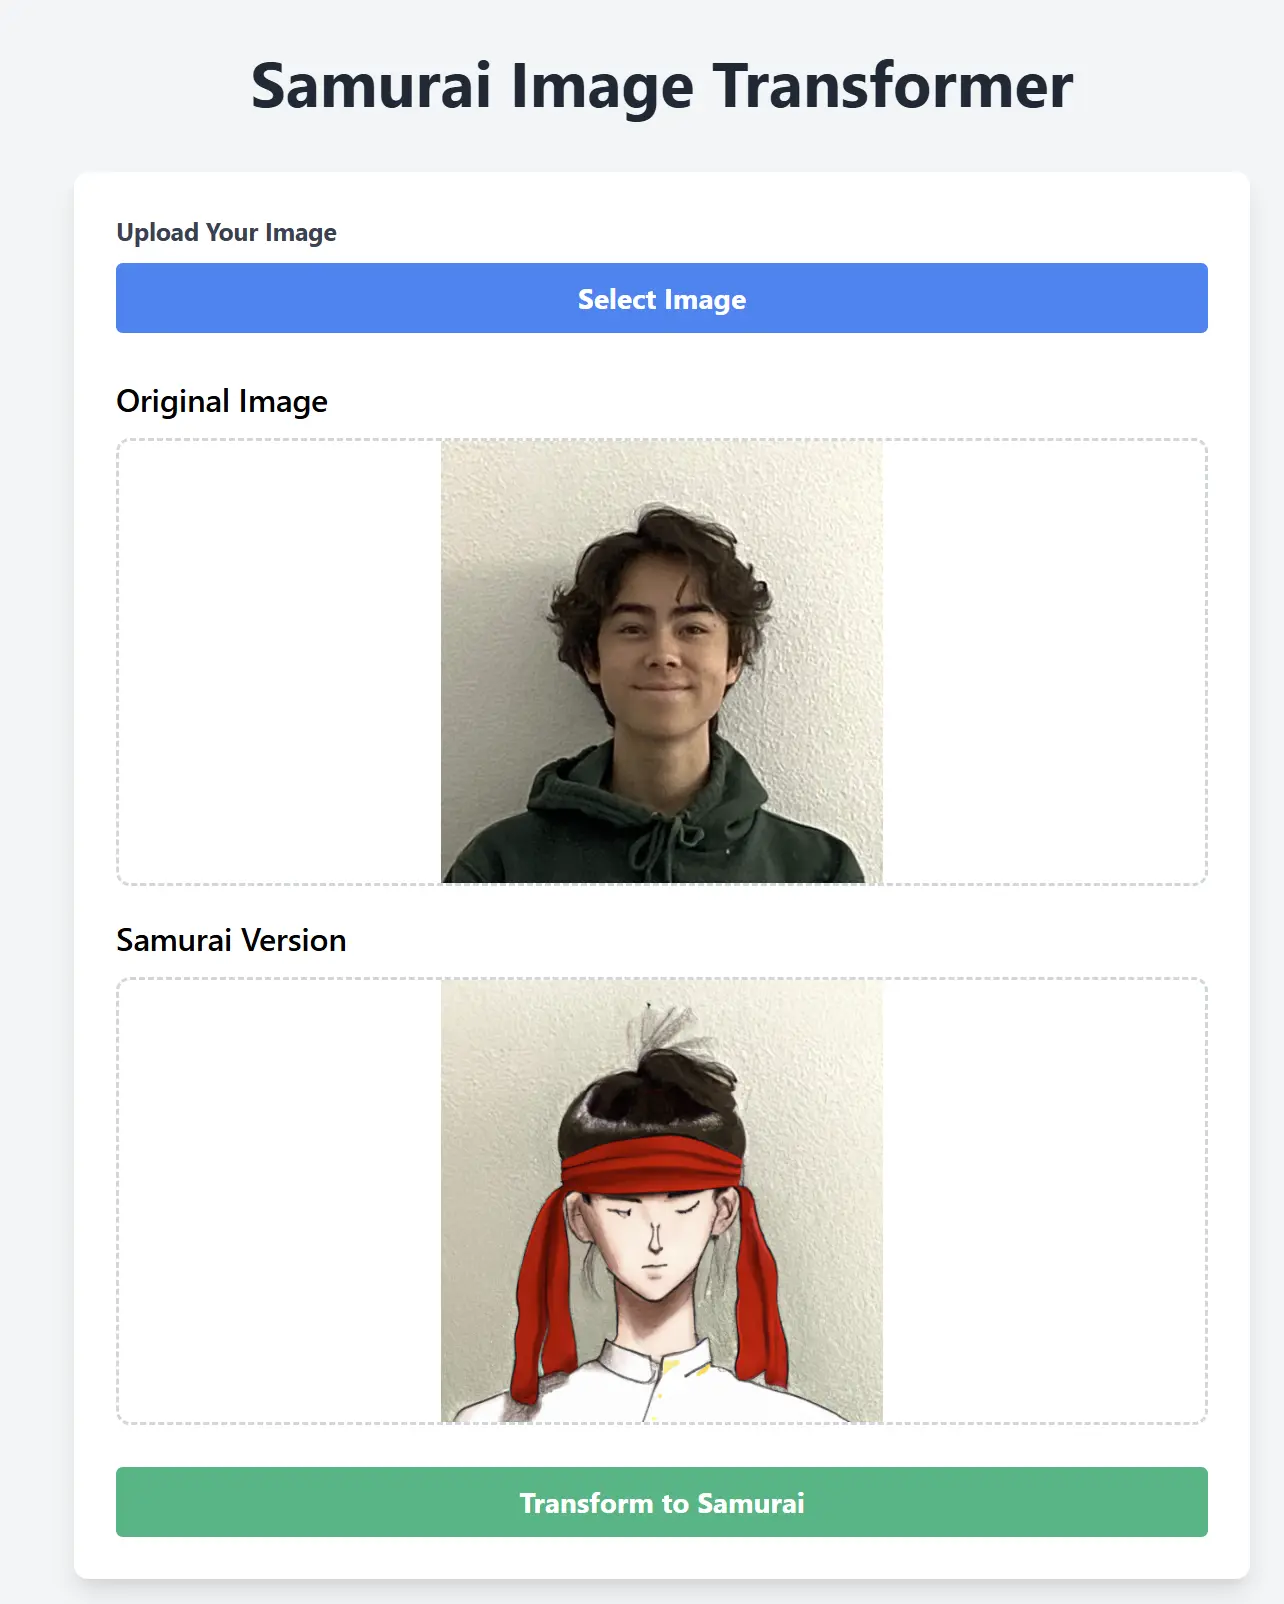 Samurai Image Transformer
Upload Your Image
Select Image
Original Image
Samurai Version
Transform to Samurai